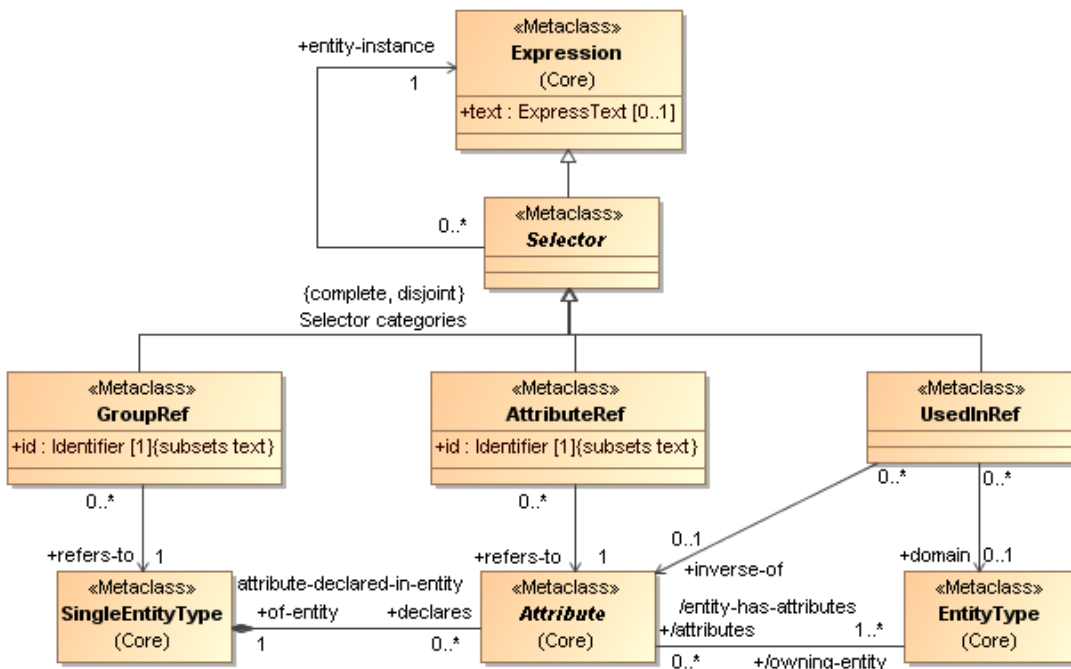 «Metaclass»
Expression
(Core)
+text : ExpressText [0..1]
+entity-instance
1
0..*
«Metaclass»
Selector
{complete, disjoint}
Selector categories
«Metaclass»
GroupRef
+id : Identifier [1]{subsets text}
«Metaclass»
AttributeRef
+id : Identifier [1]{subsets text}
«Metaclass»
UsedInRef
0..*
0..*
0..*
0..*
+refers-to
1
+refers-to
1
0..1
+inverse-of
+domain
0..1
«Metaclass»
SingleEntityType
(Core)
attribute-declared-in-entity
+of-entity
+declares
1
0..*
«Metaclass»
Attribute
(Core)
/entity-has-attributes
+/attributes
1..*
0..*
+/owning-entity
«Metaclass»
EntityType
(Core)